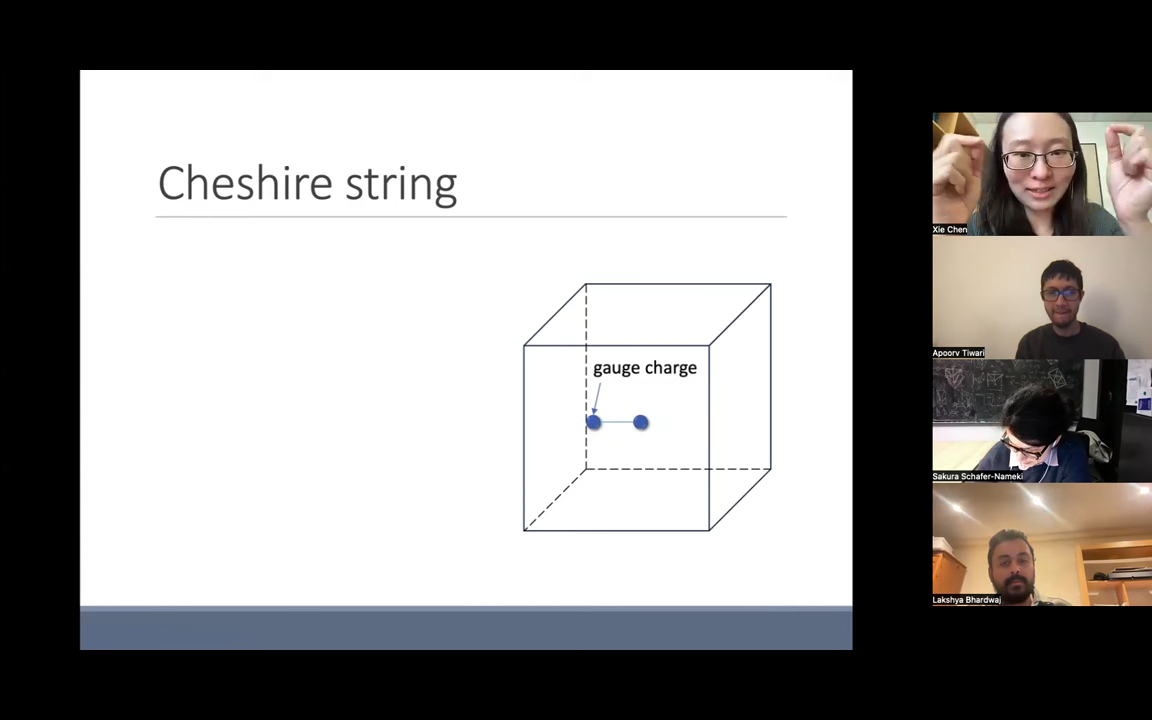 Cheshire string
gauge charge
Xie Chen
Apoorv Tiwari
Sakura Schafer-Nameki
Lakshya Bhardwaj